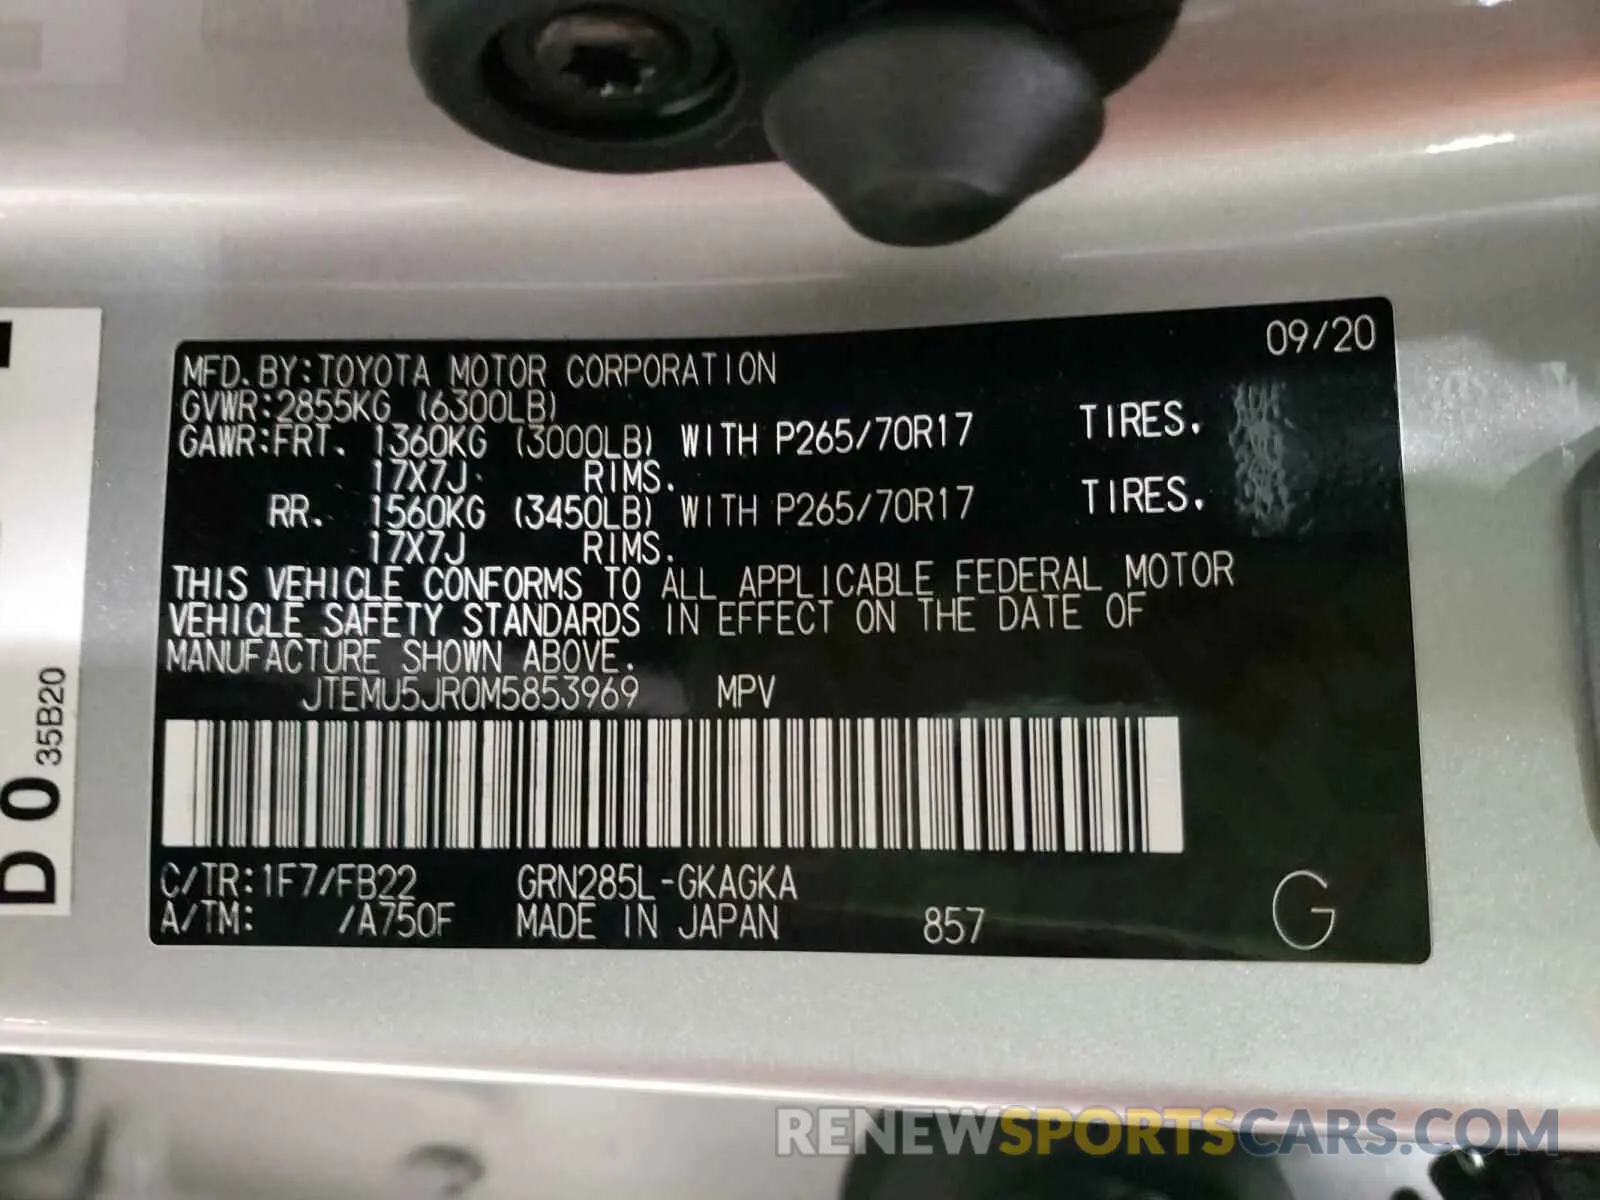 09/20
MFD.BY:TOYOTA MOTOR CORPORATION
GVWR:2855KG (6300LB)
GAWR:FRT. 1360KG (3000LB) WITH P265/70R17 TIRES.
17X7J RIMS.
RR. 1560KG (3450LB) WITH P265/70R17 TIRES.
17X7J RIMS.
THIS VEHICLE CONFORMS TO ALL APPLICABLE FEDERAL MOTOR
VEHICLE SAFETY STANDARDS IN EFFECT ON THE DATE OF
MANUFACTURE SHOWN ABOVE.
JTEMU5JR0M5853969 MPV
C/TR:1F7/FB22 GRN285L-GKAGKA
A/TM: /A750F MADE IN JAPAN 857 G
D 0 35B20
RENEWSPORTSCARS.COM